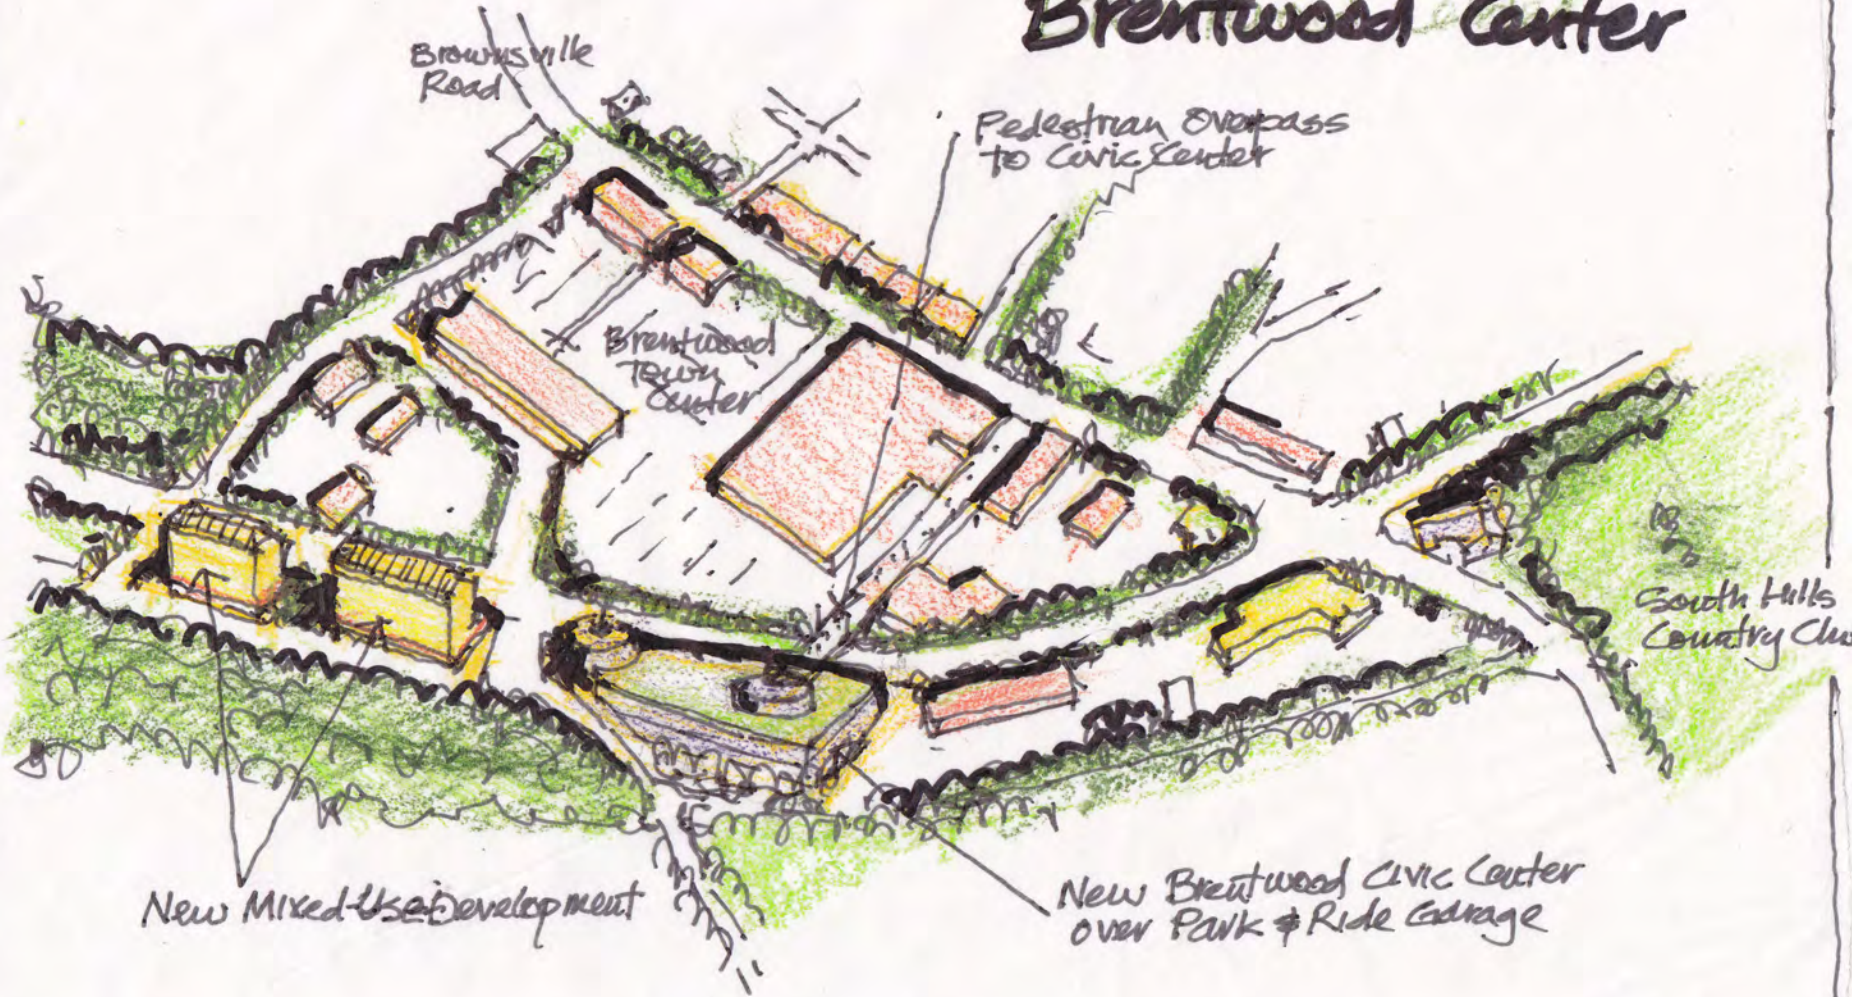 Brentwood Center
Brownsville
Road
Pedestrian Overpass
to Civic Center
Brentwood
Town
Center
South Hills
Country Clu
New Mixed-Use Development
New Brentwood Civic Center
over Park & Ride Garage